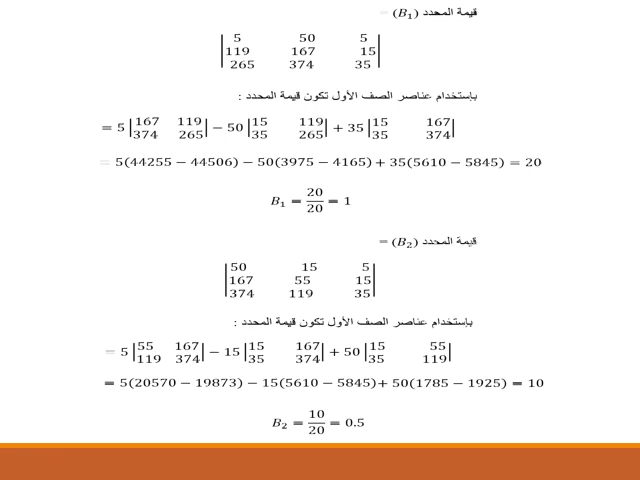 قيمة المحدد (B₁) =
| 5 50 5 |
| 119 167 15 |
| 265 374 35 |
بإستخدام عناصر الصف الأول تكون قيمة المحدد :
= 5 |167 119| − 50 |15 119| + 35 |15 167|
|374 265| |35 265| |35 374|
= 5(44255 − 44506) − 50(3975 − 4165) + 35(5610 − 5845) = 20
B₁ = 20/20 = 1
قيمة المحدد (B₂) =
| 50 15 5 |
| 167 55 15 |
| 374 119 35 |
بإستخدام عناصر الصف الأول تكون قيمة المحدد :
= 5 |55 167| − 15 |15 167| + 50 |15 55|
|119 374| |35 374| |35 119|
= 5(20570 − 19873) − 15(5610 − 5845) + 50(1785 − 1925) = 10
B₂ = 10/20 = 0.5